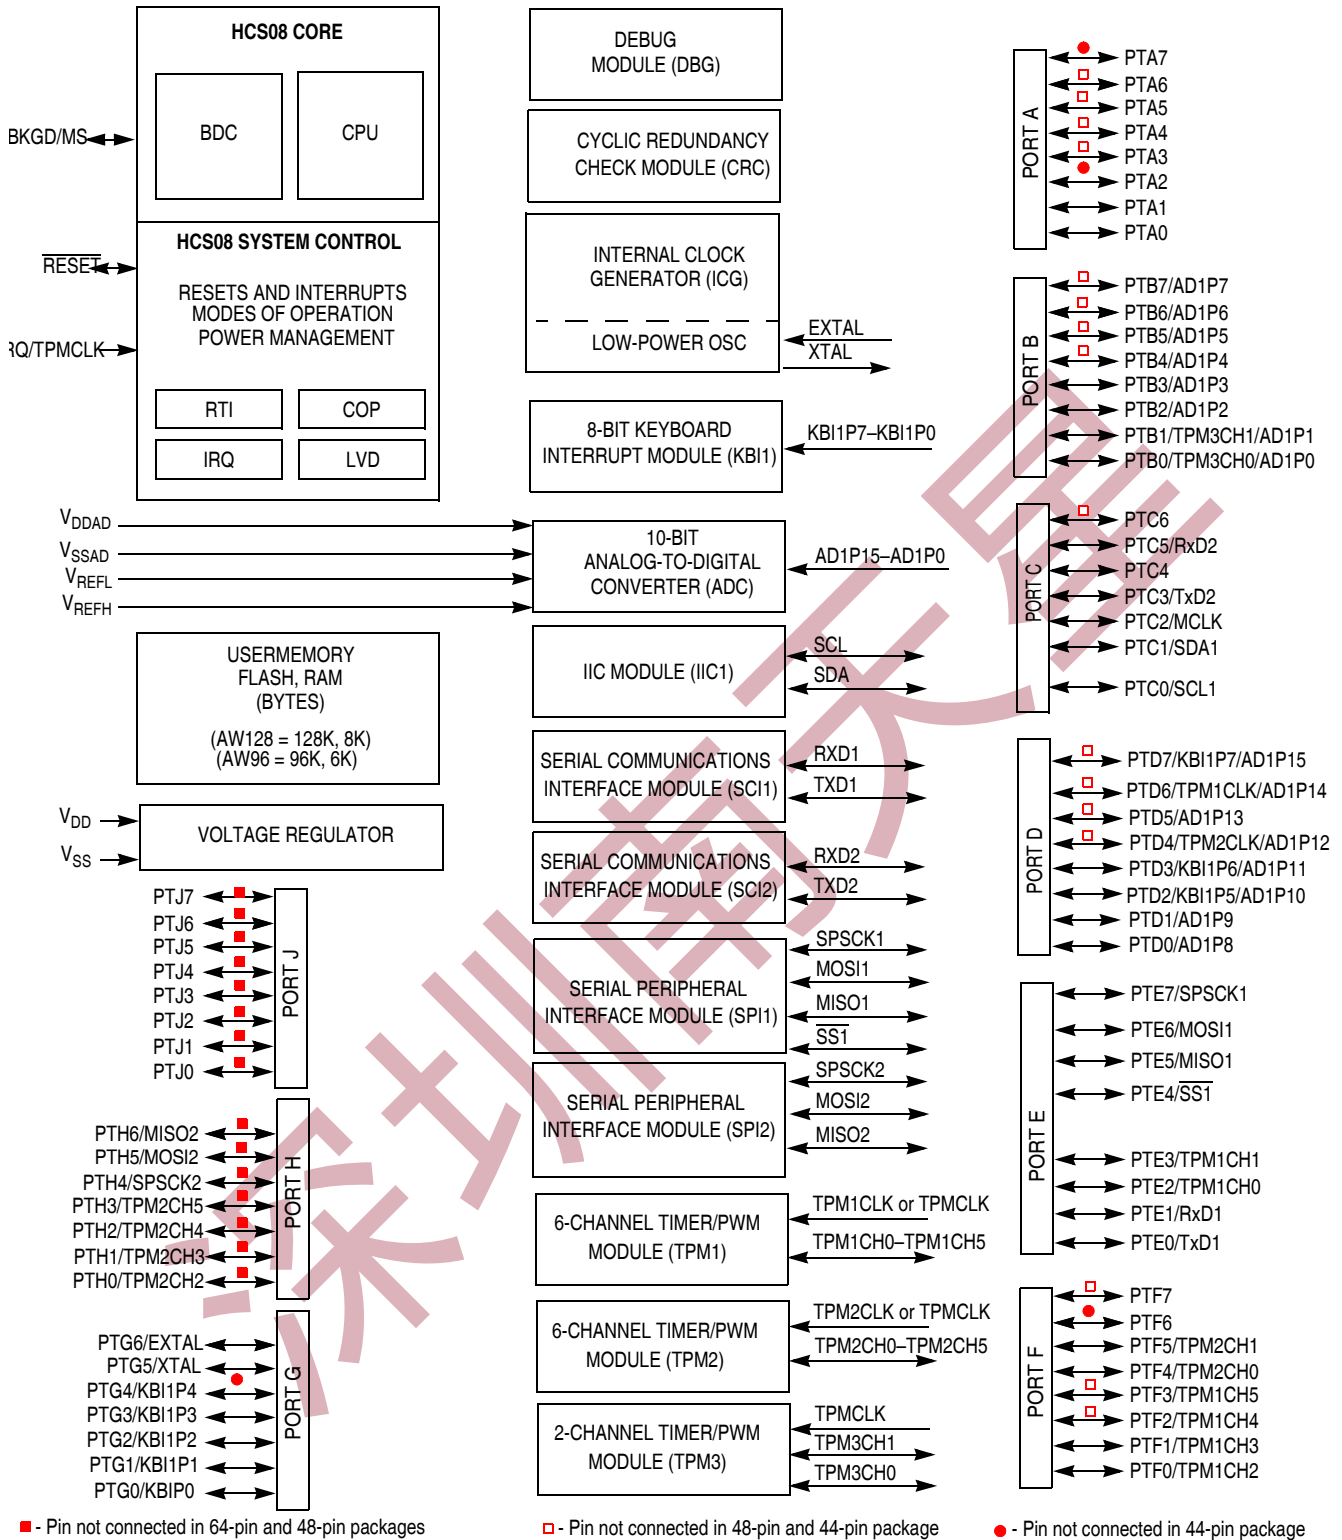 HCS08 CORE
BDC
CPU
BKGD/MS
HCS08 SYSTEM CONTROL
RESET
RESETS AND INTERRUPTS
MODES OF OPERATION
POWER MANAGEMENT
RQ/TPMCLK
RTI
COP
IRQ
LVD
VDDAD
VSSAD
VREFL
VREFH
USERMEMORY
FLASH, RAM
(BYTES)
(AW128 = 128K, 8K)
(AW96 = 96K, 6K)
VDD
VSS
VOLTAGE REGULATOR
PTJ7
PTJ6
PTJ5
PTJ4
PTJ3
PTJ2
PTJ1
PTJ0
PORT J
PTH6/MISO2
PTH5/MOSI2
PTH4/SPSCK2
PTH3/TPM2CH5
PTH2/TPM2CH4
PTH1/TPM2CH3
PTH0/TPM2CH2
PORT H
PTG6/EXTAL
PTG5/XTAL
PTG4/KBI1P4
PTG3/KBI1P3
PTG2/KBI1P2
PTG1/KBI1P1
PTG0/KBIP0
PORT G
DEBUG
MODULE (DBG)
CYCLIC REDUNDANCY
CHECK MODULE (CRC)
INTERNAL CLOCK
GENERATOR (ICG)
LOW-POWER OSC
EXTAL
XTAL
8-BIT KEYBOARD
INTERRUPT MODULE (KBI1)
KBI1P7–KBI1P0
10-BIT
ANALOG-TO-DIGITAL
CONVERTER (ADC)
AD1P15–AD1P0
IIC MODULE (IIC1)
SCL
SDA
SERIAL COMMUNICATIONS
INTERFACE MODULE (SCI1)
RXD1
TXD1
SERIAL COMMUNICATIONS
INTERFACE MODULE (SCI2)
RXD2
TXD2
SERIAL PERIPHERAL
INTERFACE MODULE (SPI1)
SPSCK1
MOSI1
MISO1
SS1
SERIAL PERIPHERAL
INTERFACE MODULE (SPI2)
SPSCK2
MOSI2
MISO2
6-CHANNEL TIMER/PWM
MODULE (TPM1)
TPM1CLK or TPMCLK
TPM1CH0–TPM1CH5
6-CHANNEL TIMER/PWM
MODULE (TPM2)
TPM2CLK or TPMCLK
TPM2CH0–TPM2CH5
2-CHANNEL TIMER/PWM
MODULE (TPM3)
TPMCLK
TPM3CH1
TPM3CH0
PORT A
PTA7
PTA6
PTA5
PTA4
PTA3
PTA2
PTA1
PTA0
PORT B
PTB7/AD1P7
PTB6/AD1P6
PTB5/AD1P5
PTB4/AD1P4
PTB3/AD1P3
PTB2/AD1P2
PTB1/TPM3CH1/AD1P1
PTB0/TPM3CH0/AD1P0
PORT C
PTC6
PTC5/RxD2
PTC4
PTC3/TxD2
PTC2/MCLK
PTC1/SDA1
PTC0/SCL1
PORT D
PTD7/KBI1P7/AD1P15
PTD6/TPM1CLK/AD1P14
PTD5/AD1P13
PTD4/TPM2CLK/AD1P12
PTD3/KBI1P6/AD1P11
PTD2/KBI1P5/AD1P10
PTD1/AD1P9
PTD0/AD1P8
PORT E
PTE7/SPSCK1
PTE6/MOSI1
PTE5/MISO1
PTE4/SS1
PTE3/TPM1CH1
PTE2/TPM1CH0
PTE1/RxD1
PTE0/TxD1
PORT F
PTF7
PTF6
PTF5/TPM2CH1
PTF4/TPM2CH0
PTF3/TPM1CH5
PTF2/TPM1CH4
PTF1/TPM1CH3
PTF0/TPM1CH2
- Pin not connected in 64-pin and 48-pin packages
- Pin not connected in 48-pin and 44-pin package
- Pin not connected in 44-pin package
深圳南天星